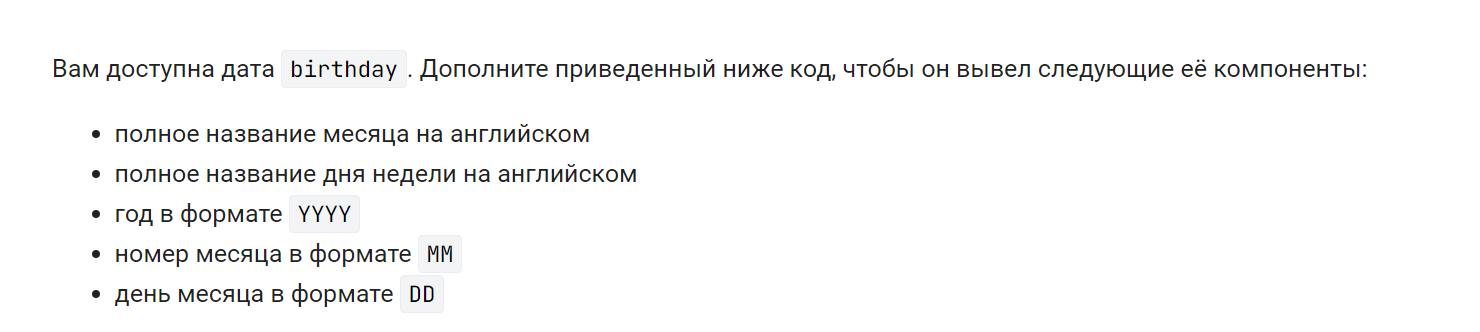 Вам доступна дата birthday. Дополните приведенный ниже код, чтобы он вывел следующие её компоненты:
• полное название месяца на английском
• полное название дня недели на английском
• год в формате YYYY
• номер месяца в формате MM
• день месяца в формате DD